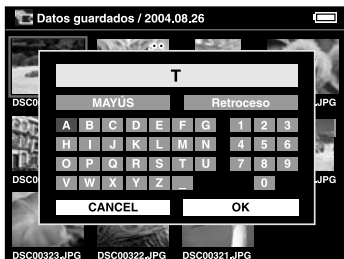 Datos guardados / 2004.08.26
T
MAYÚS Retroceso
A B C D E F G 1 2 3
H I J K L M N 4 5 6
O P Q R S T U 7 8 9
V W X Y Z _ 0
CANCEL OK
DSC0 .JPG
DSC0 .JPG
DSC00323.JPG DSC00322.JPG DSC00321.JPG